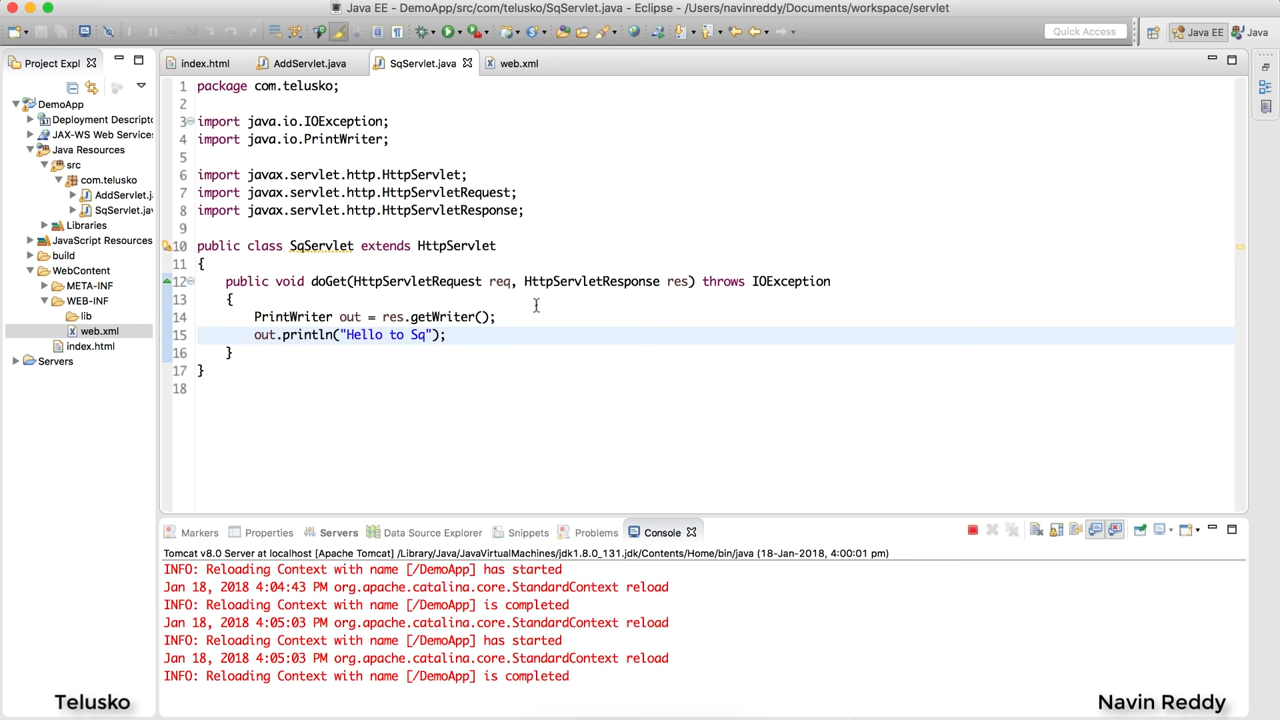 Java EE - DemoApp/src/com/telusko/SqServlet.java - Eclipse - /Users/navinreddy/Documents/workspace/servlet
Quick Access
Java EE
Java
Project Expl
index.html
AddServlet.java
SqServlet.java
web.xml
DemoApp
Deployment Descripto
JAX-WS Web Services
Java Resources
src
com.telusko
AddServlet.j
SqServlet.jav
Libraries
JavaScript Resources
build
WebContent
META-INF
WEB-INF
lib
web.xml
index.html
Servers
1 package com.telusko;
2
3 import java.io.IOException;
4 import java.io.PrintWriter;
5
6 import javax.servlet.http.HttpServlet;
7 import javax.servlet.http.HttpServletRequest;
8 import javax.servlet.http.HttpServletResponse;
9
10 public class SqServlet extends HttpServlet
11 {
12 public void doGet(HttpServletRequest req, HttpServletResponse res) throws IOException
13 {
14 PrintWriter out = res.getWriter();
15 out.println("Hello to Sq");
16 }
17 }
18
Markers
Properties
Servers
Data Source Explorer
Snippets
Problems
Console
Tomcat v8.0 Server at localhost [Apache Tomcat] /Library/Java/JavaVirtualMachines/jdk1.8.0_131.jdk/Contents/Home/bin/java (18-Jan-2018, 4:00:01 pm)
INFO: Reloading Context with name [/DemoApp] has started
Jan 18, 2018 4:04:43 PM org.apache.catalina.core.StandardContext reload
INFO: Reloading Context with name [/DemoApp] is completed
Jan 18, 2018 4:05:03 PM org.apache.catalina.core.StandardContext reload
INFO: Reloading Context with name [/DemoApp] has started
Jan 18, 2018 4:05:03 PM org.apache.catalina.core.StandardContext reload
INFO: Reloading Context with name [/DemoApp] is completed
Telusko
Navin Reddy